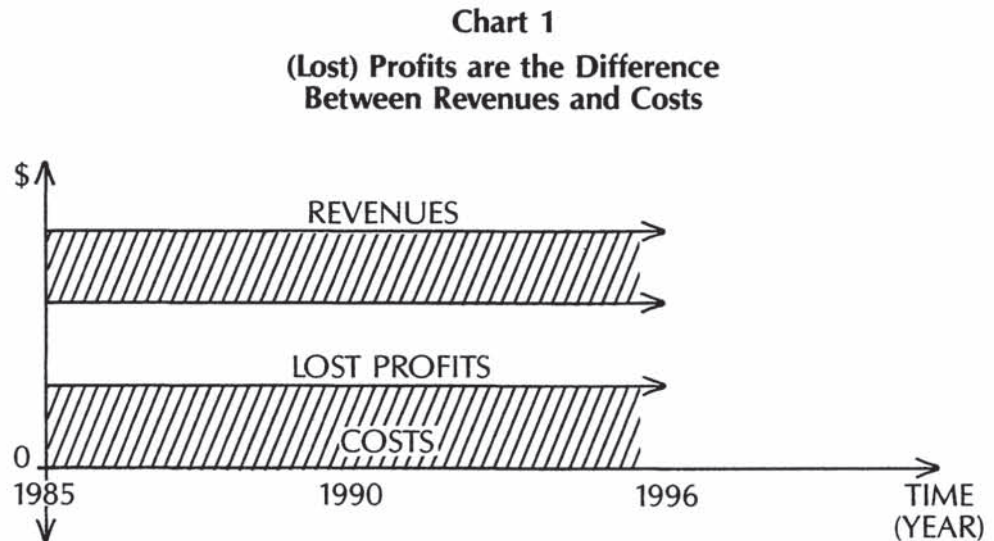 Chart 1
(Lost) Profits are the Difference
Between Revenues and Costs
$
REVENUES
LOST PROFITS
COSTS
0
1985 1990 1996 TIME
(YEAR)